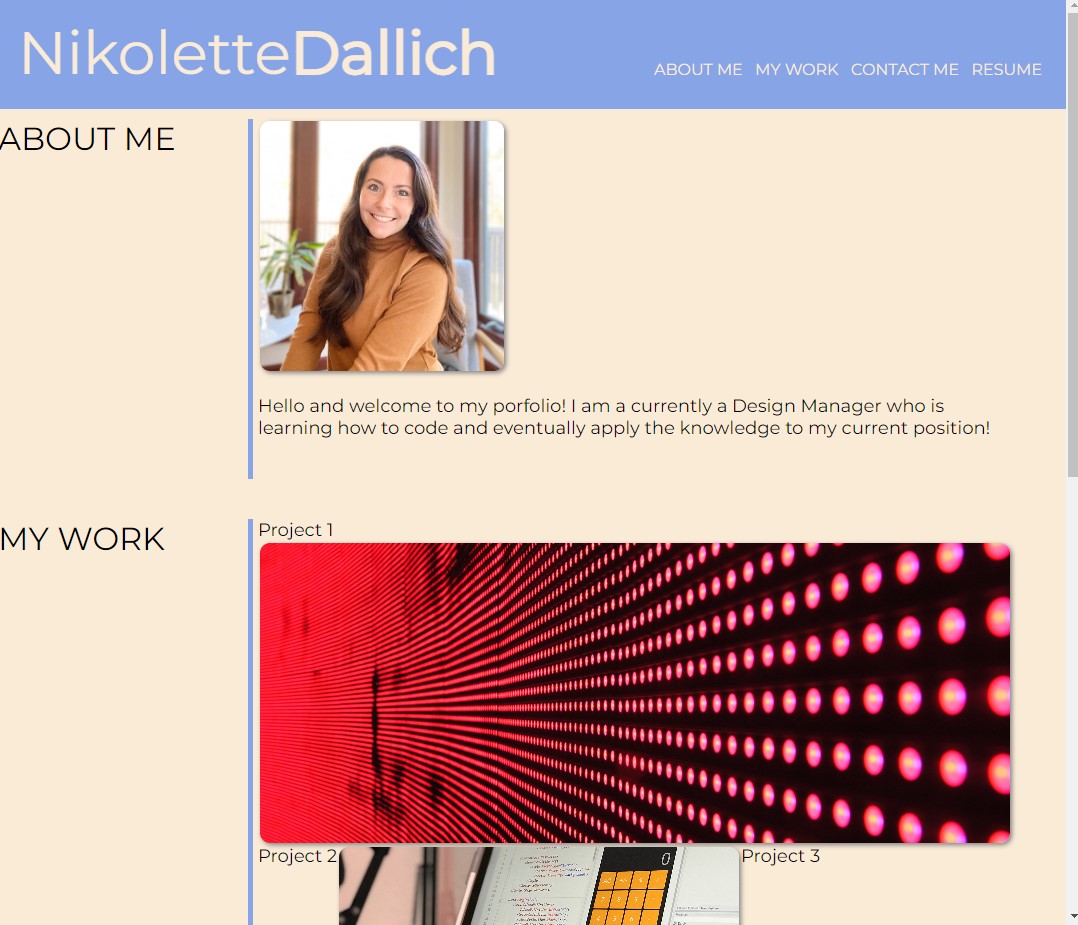 NikoletteDallich
ABOUT ME MY WORK CONTACT ME RESUME
ABOUT ME
Hello and welcome to my porfolio! I am a currently a Design Manager who is
learning how to code and eventually apply the knowledge to my current position!
MY WORK
Project 1
Project 2
0
Project 3